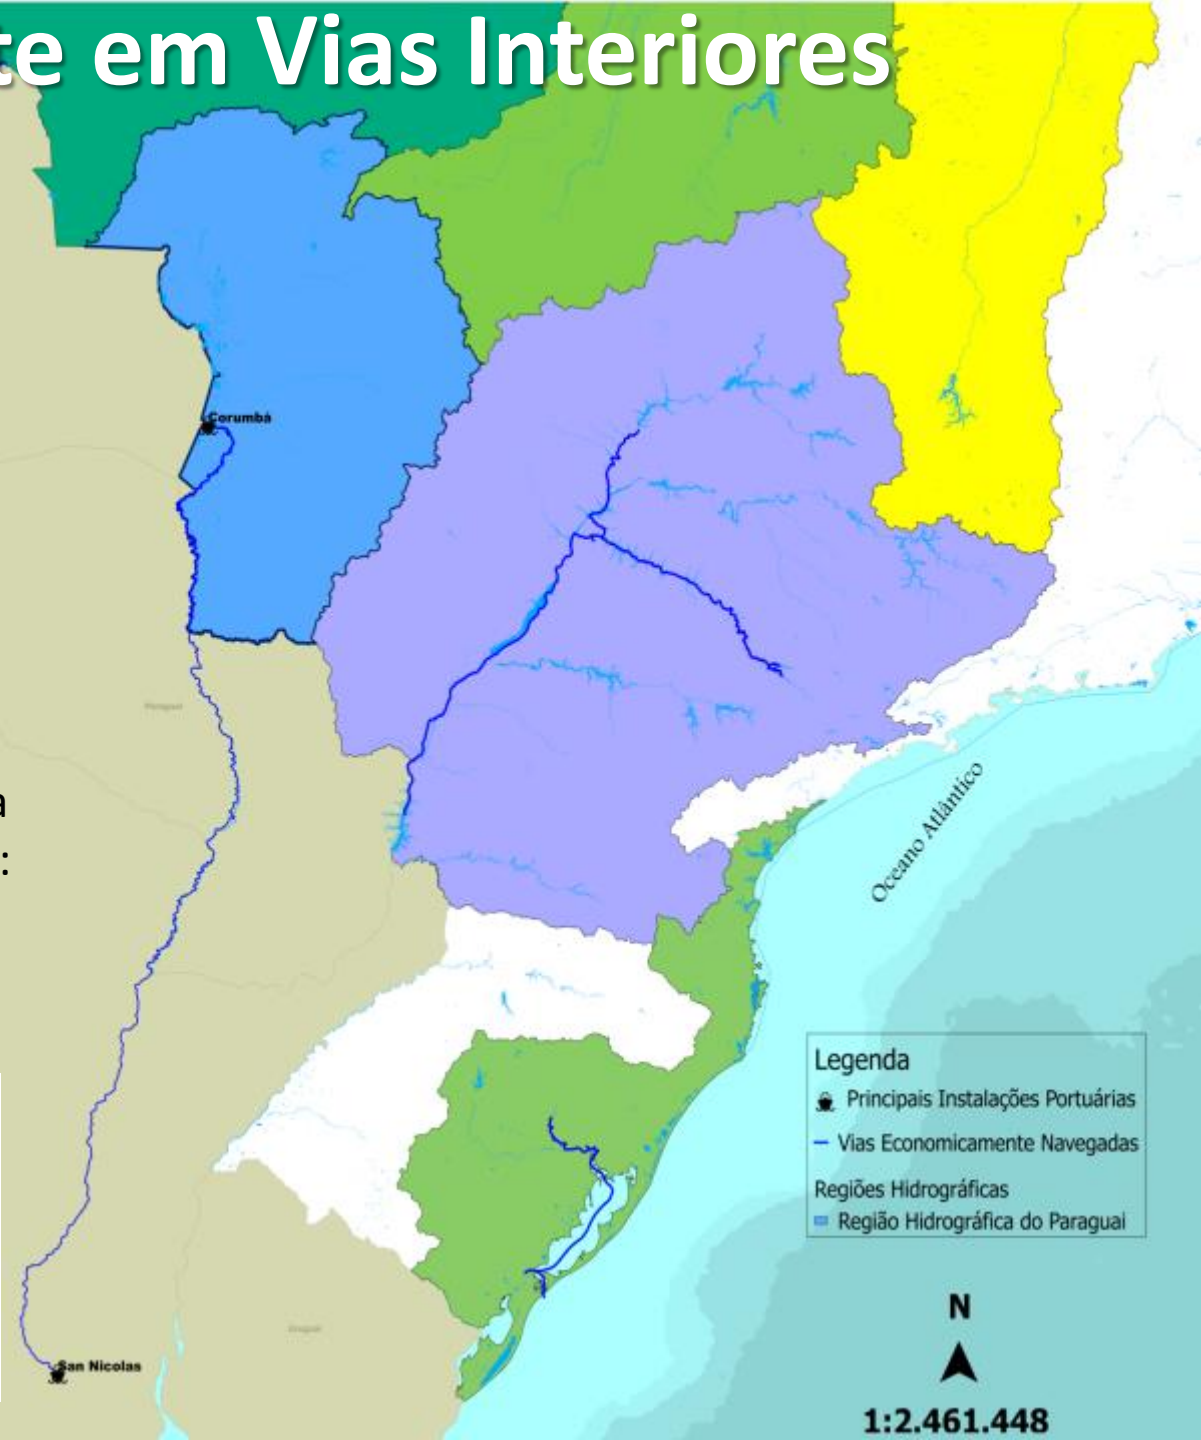 te em Vias Interiores
Corumbá
Paraguai
a
:
Oceano Atlântico
Legenda
Principais Instalações Portuárias
Vias Economicamente Navegadas
Regiões Hidrográficas
Região Hidrográfica do Paraguai
N
1:2.461.448
San Nicolas